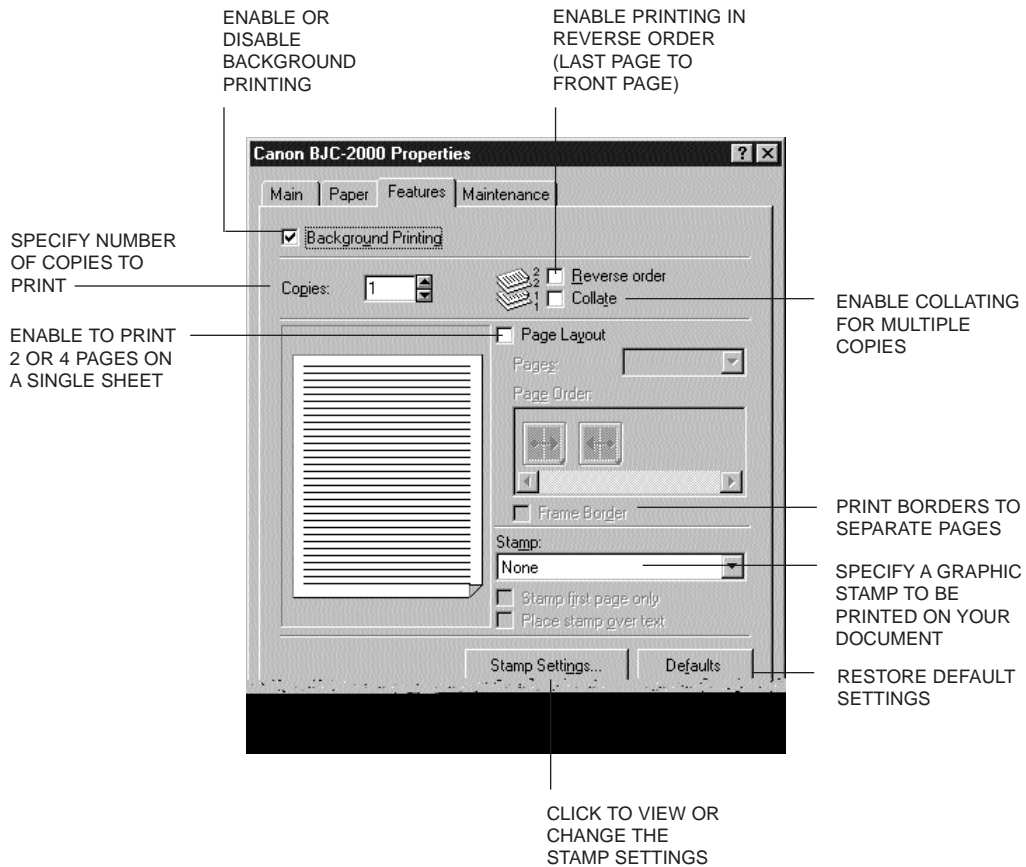 ENABLE OR
DISABLE
BACKGROUND
PRINTING
ENABLE PRINTING IN
REVERSE ORDER
(LAST PAGE TO
FRONT PAGE)
Canon BJC-2000 Properties
Main Paper Features Maintenance
Background Printing
SPECIFY NUMBER
OF COPIES TO
PRINT
Copies: 1
2
2
1
1
Reverse order
Collate
ENABLE COLLATING
FOR MULTIPLE
COPIES
ENABLE TO PRINT
2 OR 4 PAGES ON
A SINGLE SHEET
Page Layout
Pages:
Page Order:
Frame Border
PRINT BORDERS TO
SEPARATE PAGES
Stamp:
None
SPECIFY A GRAPHIC
STAMP TO BE
PRINTED ON YOUR
DOCUMENT
Stamp first page only
Place stamp over text
Stamp Settings... Defaults
RESTORE DEFAULT
SETTINGS
CLICK TO VIEW OR
CHANGE THE
STAMP SETTINGS